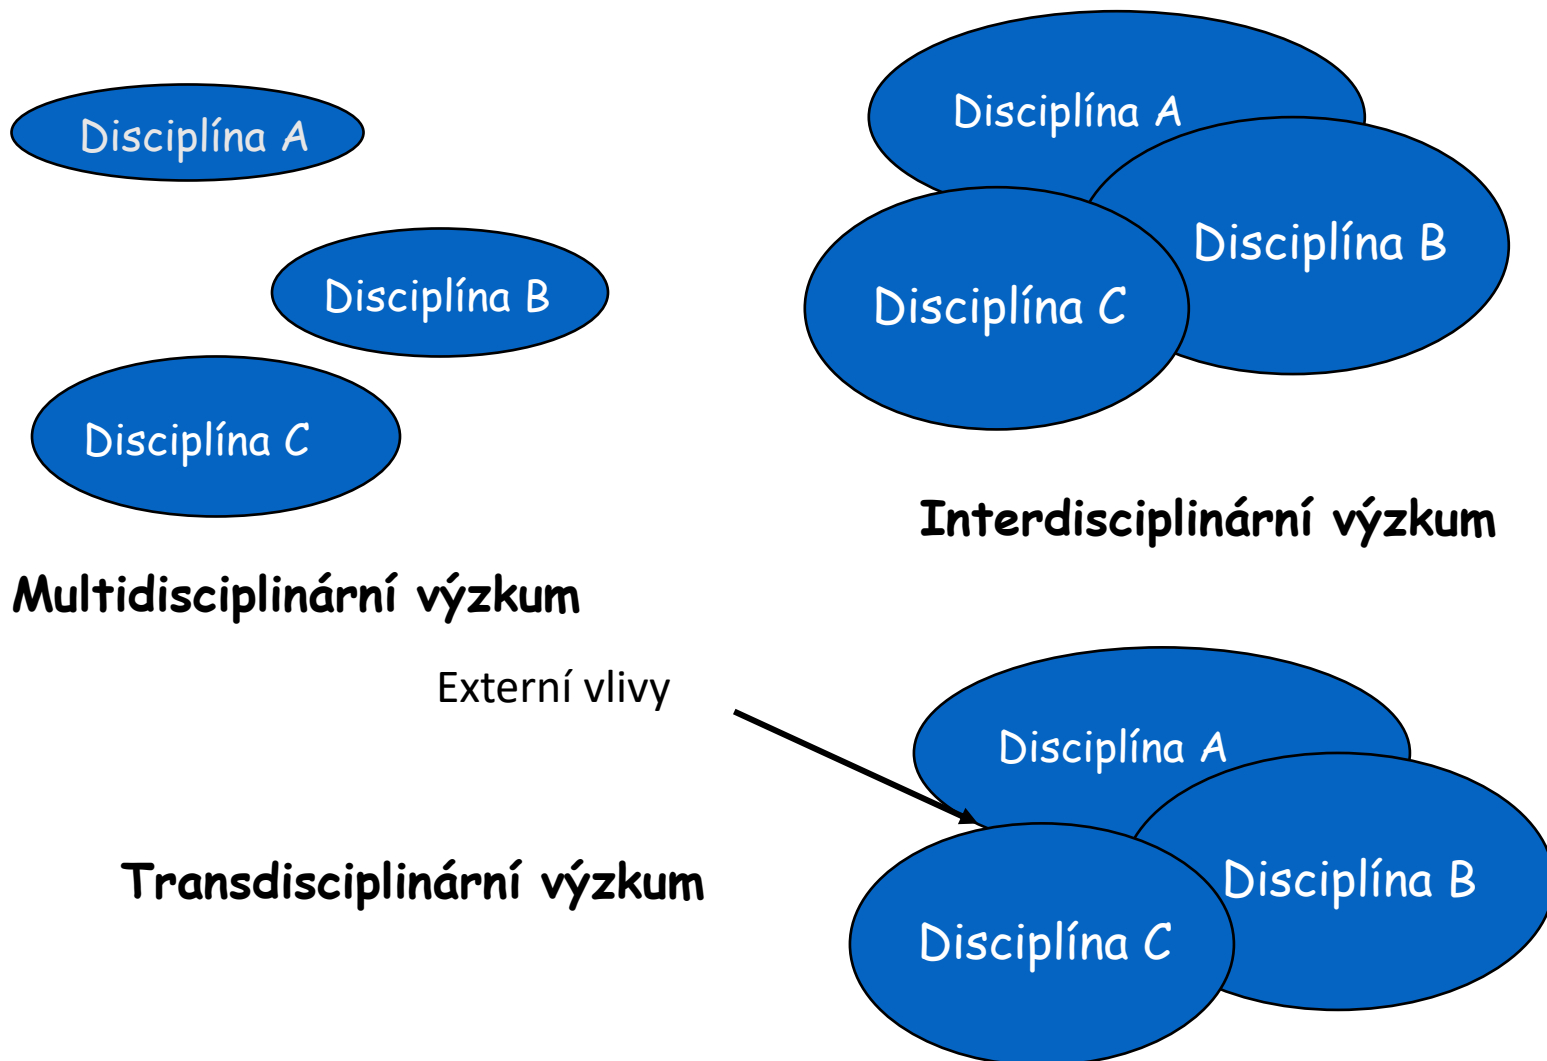 Disciplína A
Disciplína B
Disciplína C
Multidisciplinární výzkum
Disciplína A
Disciplína B
Disciplína C
Interdisciplinární výzkum
Externí vlivy
Transdisciplinární výzkum
Disciplína A
Disciplína B
Disciplína C